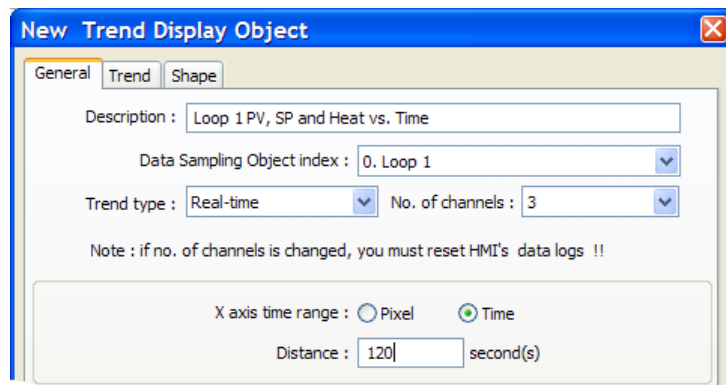 New Trend Display Object
General Trend Shape
Description : Loop 1 PV, SP and Heat vs. Time
Data Sampling Object index : 0. Loop 1
Trend type : Real-time No. of channels : 3
Note : if no. of channels is changed, you must reset HMI's data logs !!
X axis time range : Pixel Time
Distance : 120 second(s)